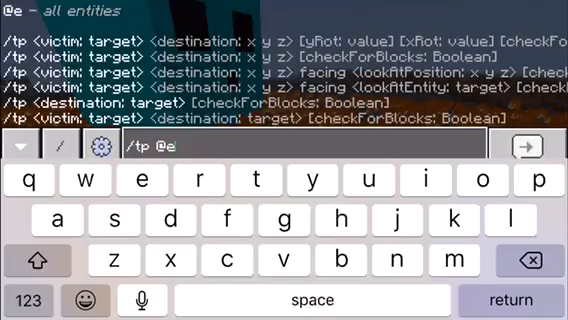 @e - all entities
/tp <victim: target> <destination: x y z> [yRot: value] [xRot: value] [checkFo
/tp <victim: target> <destination: x y z> [checkForBlocks: Boolean]
/tp <victim: target> <destination: x y z> facing <lookAtPosition: x y z> [chec
/tp <victim: target> <destination: x y z> facing <lookAtEntity: target> [check
/tp <destination: target> [checkForBlocks: Boolean]
/tp <victim: target> <destination: target> [checkForBlocks: Boolean]
/ /tp @e
q w e r t y u i o p
a s d f g h j k l
z x c v b n m
123 space return